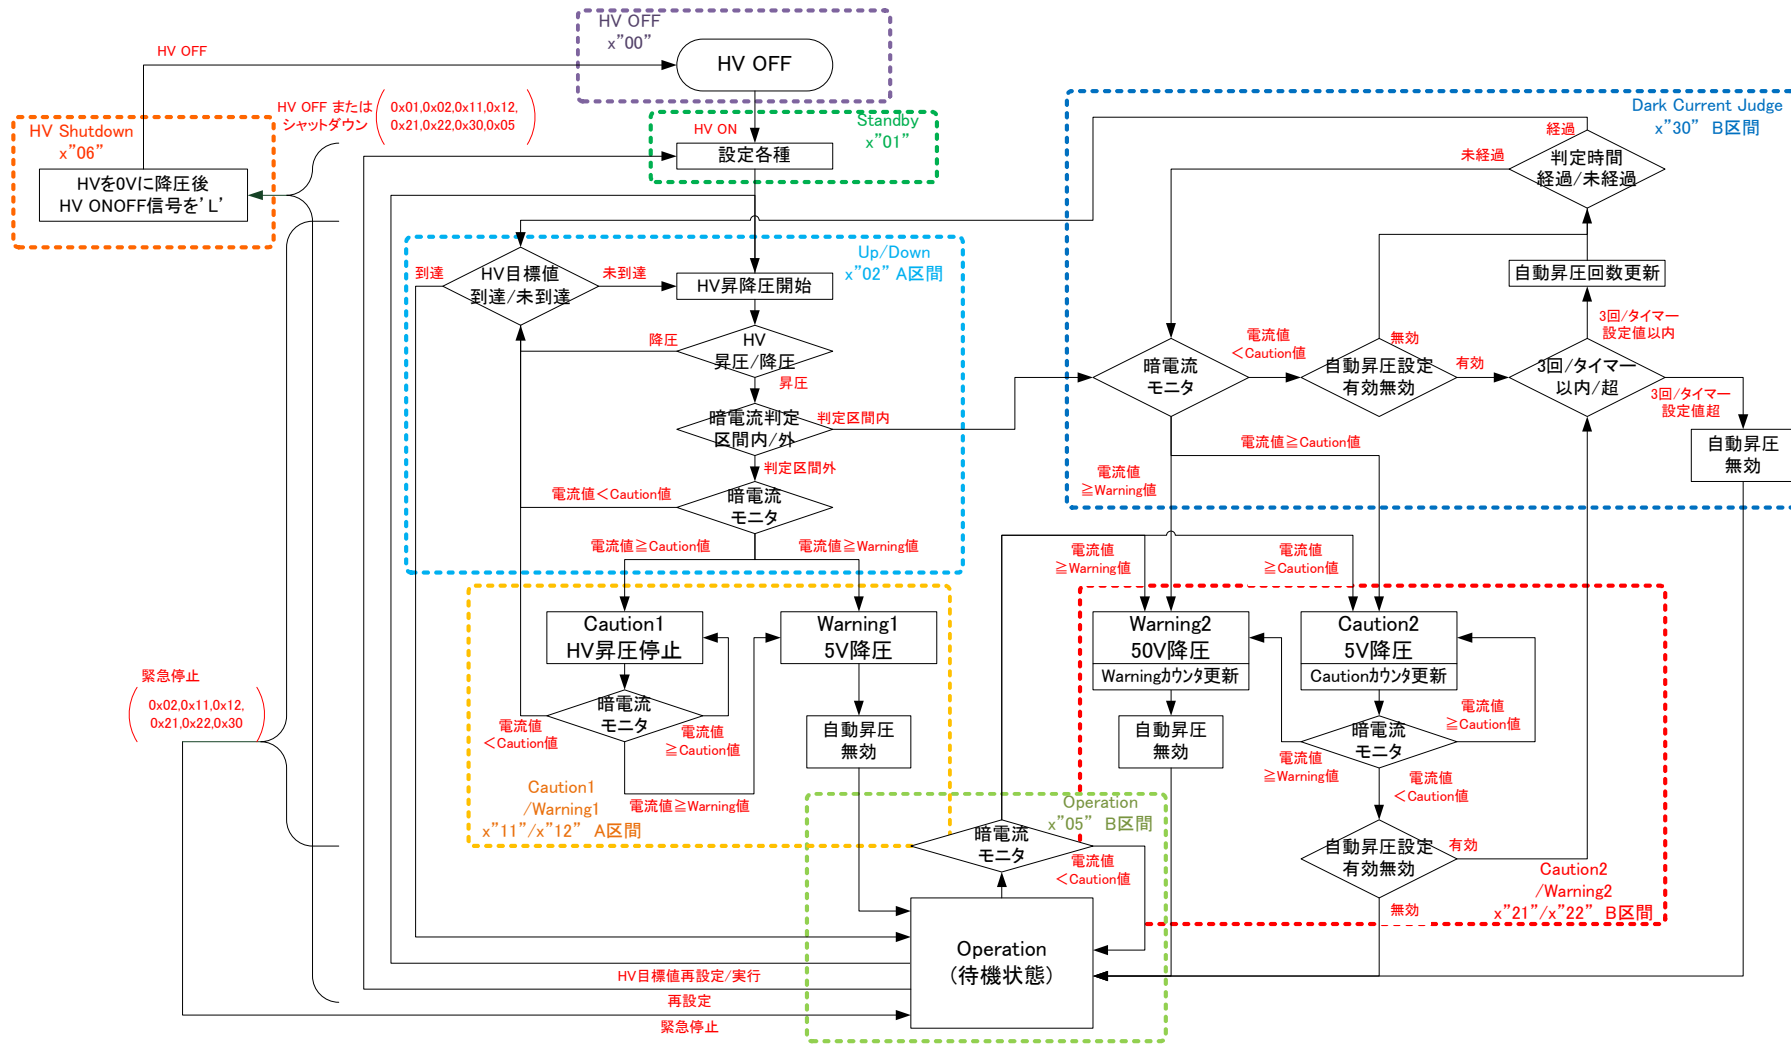 HV OFF
x”00”
HV OFF
HV OFF
HV OFF または
シャットダウン
0x01,0x02,0x11,0x12,
0x21,0x22,0x30,0x05
HV Shutdown
x”06”
HVを0Vに降圧後
HV ONOFF信号を’L’
HV ON
Standby
x”01”
設定各種
Dark Current Judge
x”30” B区間
経過
未経過
判定時間
経過/未経過
Up/Down
x”02” A区間
到達
HV目標値
到達/未到達
未到達
HV昇降圧開始
自動昇圧回数更新
降圧
HV
昇圧/降圧
昇圧
暗電流判定
区間内/外
判定区間内
判定区間外
電流値＜Caution値
暗電流
モニタ
電流値≧Caution値
電流値≧Warning値
暗電流
モニタ
電流値
＜Caution値
無効
自動昇圧設定
有効無効
有効
3回/タイマー
設定値以内
3回/タイマー
以内/超
3回/タイマー
設定値超
自動昇圧
無効
電流値≧Caution値
電流値
≧Warning値
電流値
≧Warning値
電流値
≧Caution値
Caution1
HV昇圧停止
Warning1
5V降圧
暗電流
モニタ
電流値
＜Caution値
電流値
≧Caution値
自動昇圧
無効
電流値≧Warning値
Caution1
/Warning1
x”11”/x”12” A区間
Warning2
50V降圧
Warningカウンタ更新
Caution2
5V降圧
Cautionカウンタ更新
自動昇圧
無効
暗電流
モニタ
電流値
≧Caution値
電流値
≧Warning値
電流値
＜Caution値
自動昇圧設定
有効無効
有効
無効
Caution2
/Warning2
x”21”/x”22” B区間
緊急停止
0x02,0x11,0x12,
0x21,0x22,0x30
Operation
x”05” B区間
暗電流
モニタ
電流値
＜Caution値
Operation
（待機状態）
HV目標値再設定/実行
再設定
緊急停止